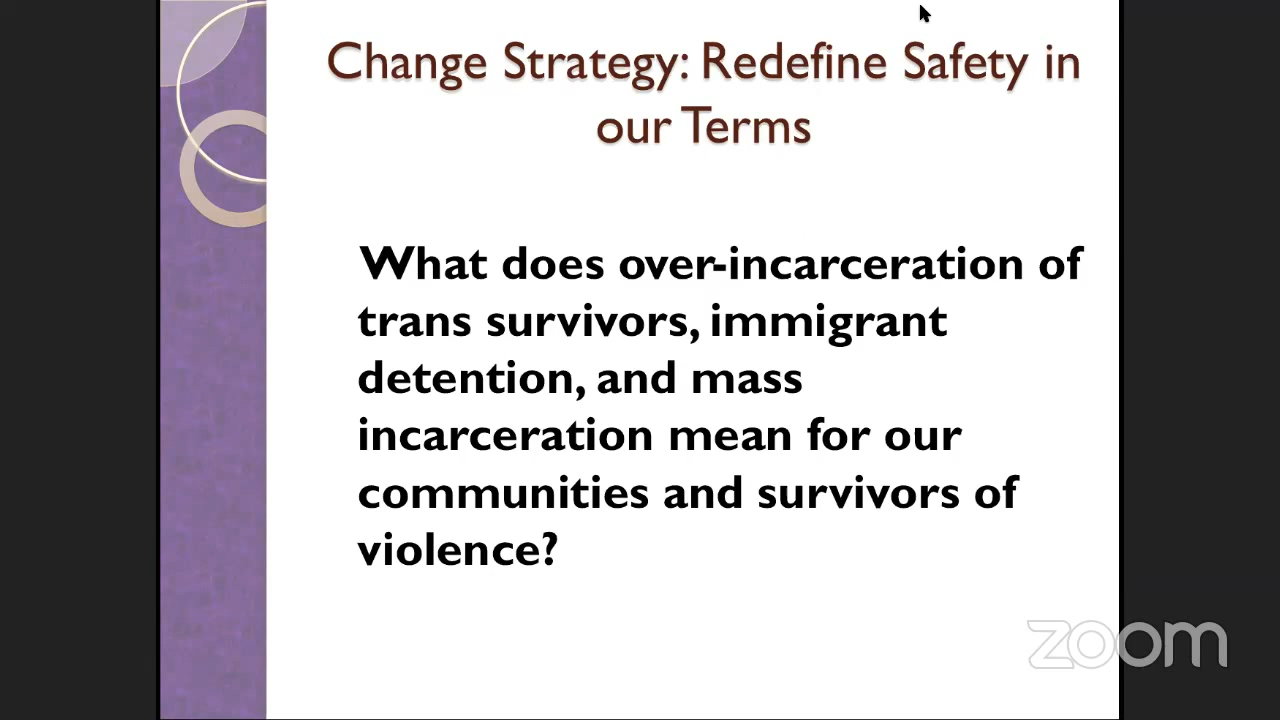 Change Strategy: Redefine Safety in
our Terms
What does over-incarceration of
trans survivors, immigrant
detention, and mass
incarceration mean for our
communities and survivors of
violence?
zoom